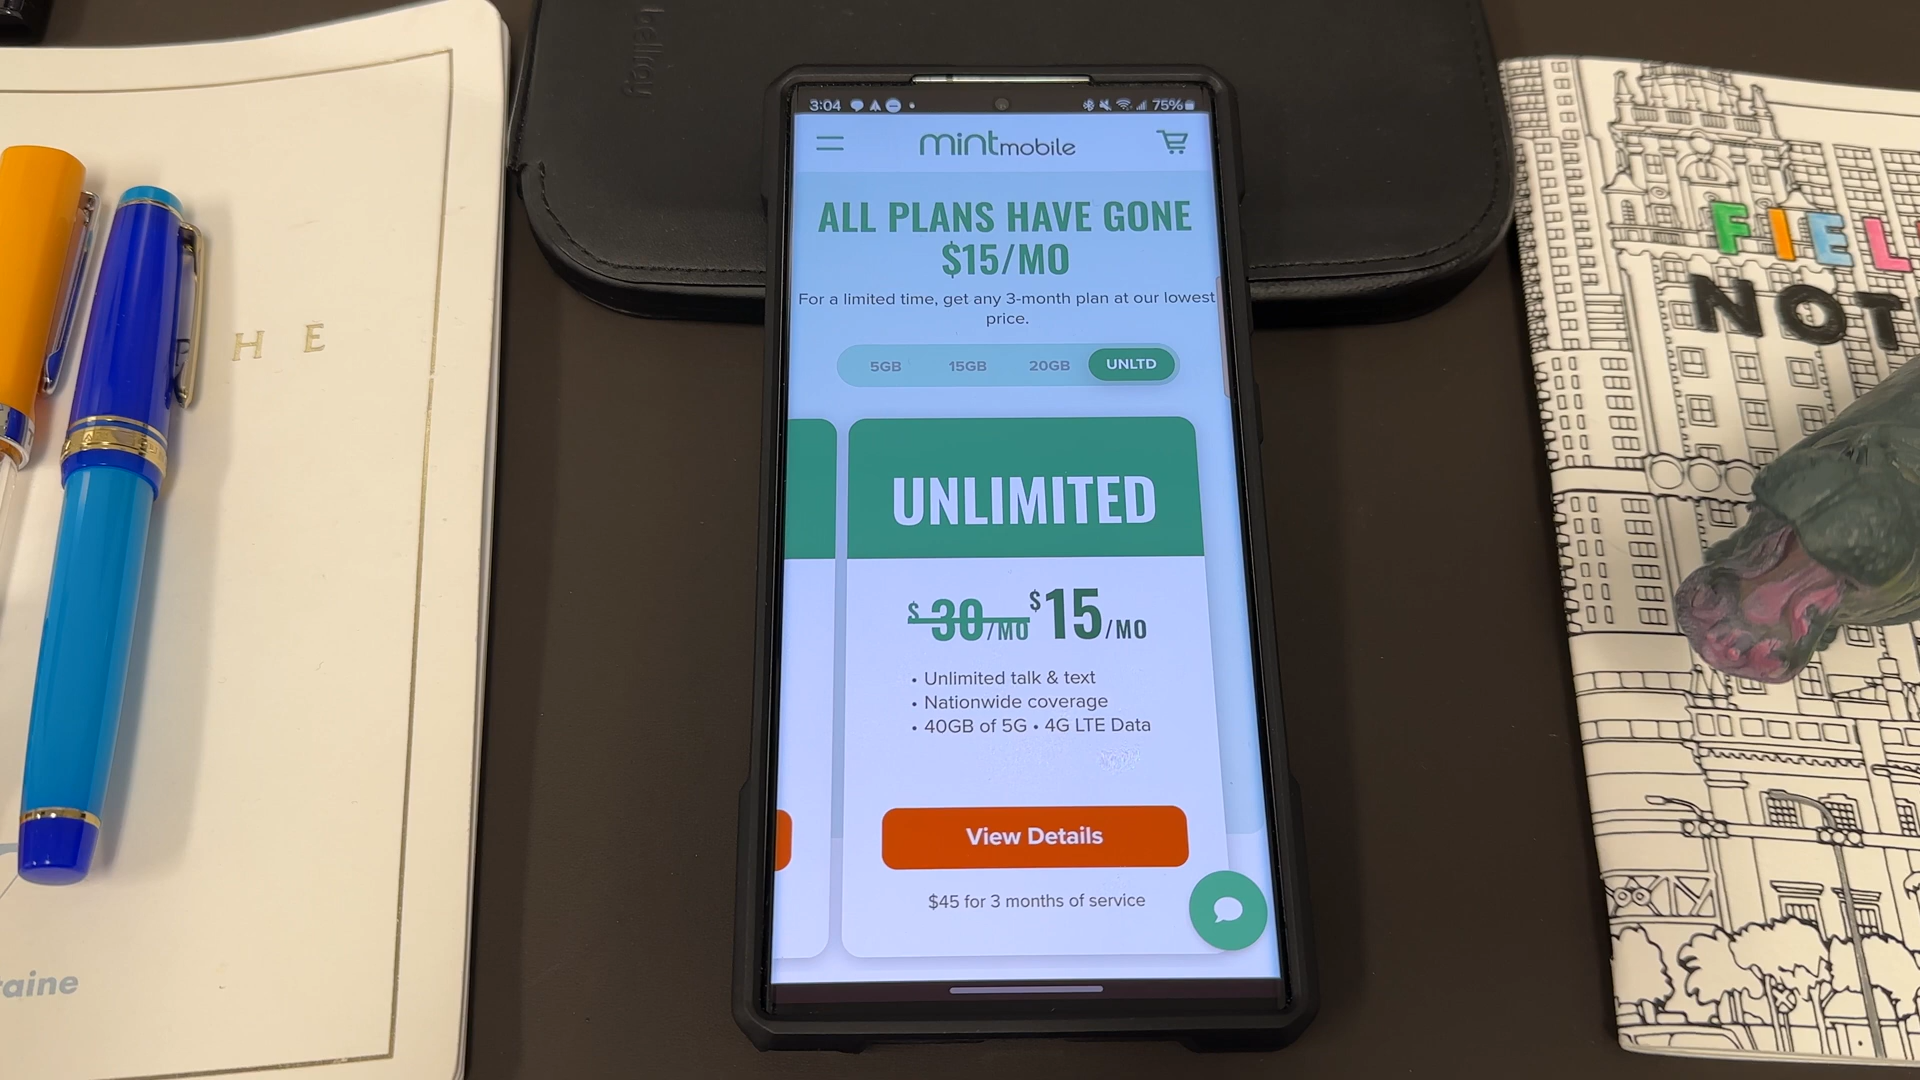 bellroy
3:04
75%
mintmobile
ALL PLANS HAVE GONE
$15/MO
For a limited time, get any 3-month plan at our lowest
price.
5GB 15GB 20GB UNLTD
UNLIMITED
$30/MO $15/MO
• Unlimited talk & text
• Nationwide coverage
• 40GB of 5G • 4G LTE Data
View Details
$45 for 3 months of service
H E
raine
FIEL
NOT